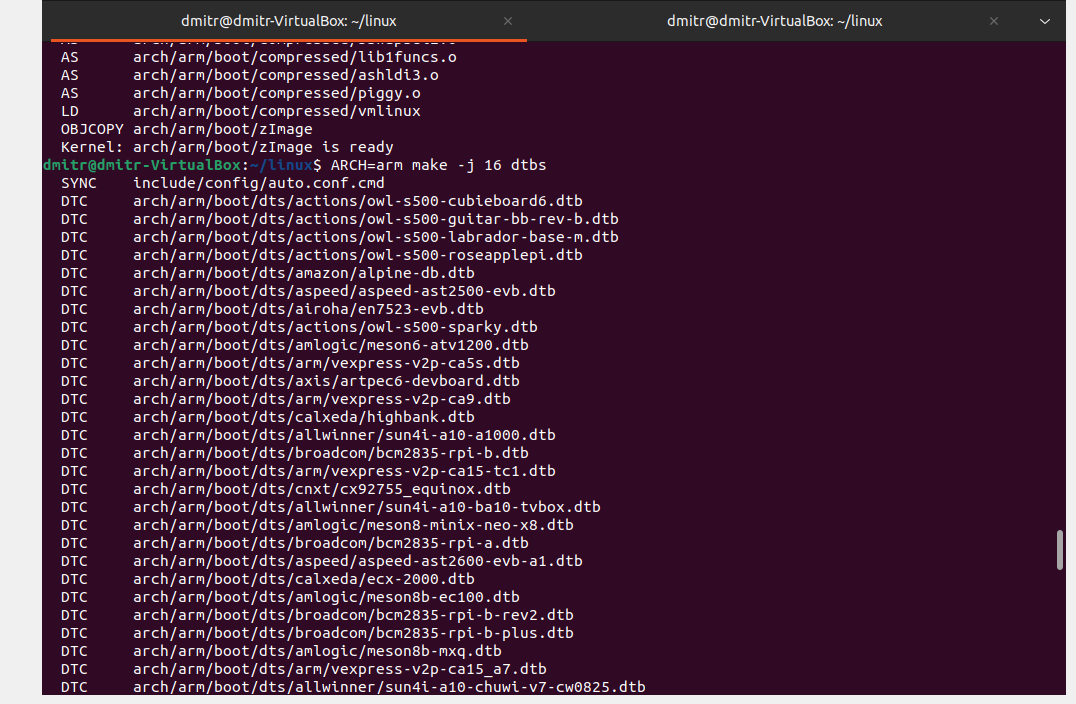 dmitr@dmitr-VirtualBox: ~/linux × dmitr@dmitr-VirtualBox: ~/linux ×
AS arch/arm/boot/compressed/lib1funcs.o
AS arch/arm/boot/compressed/ashldi3.o
AS arch/arm/boot/compressed/piggy.o
LD arch/arm/boot/compressed/vmlinux
OBJCOPY arch/arm/boot/zImage
Kernel: arch/arm/boot/zImage is ready
dmitr@dmitr-VirtualBox:~/linux$ ARCH=arm make -j 16 dtbs
SYNC include/config/auto.conf.cmd
DTC arch/arm/boot/dts/actions/owl-s500-cubieboard6.dtb
DTC arch/arm/boot/dts/actions/owl-s500-guitar-bb-rev-b.dtb
DTC arch/arm/boot/dts/actions/owl-s500-labrador-base-m.dtb
DTC arch/arm/boot/dts/actions/owl-s500-roseapplepi.dtb
DTC arch/arm/boot/dts/amazon/alpine-db.dtb
DTC arch/arm/boot/dts/aspeed/aspeed-ast2500-evb.dtb
DTC arch/arm/boot/dts/airoha/en7523-evb.dtb
DTC arch/arm/boot/dts/actions/owl-s500-sparky.dtb
DTC arch/arm/boot/dts/amlogic/meson6-atv1200.dtb
DTC arch/arm/boot/dts/arm/vexpress-v2p-ca5s.dtb
DTC arch/arm/boot/dts/axis/artpec6-devboard.dtb
DTC arch/arm/boot/dts/arm/vexpress-v2p-ca9.dtb
DTC arch/arm/boot/dts/calxeda/highbank.dtb
DTC arch/arm/boot/dts/allwinner/sun4i-a10-a1000.dtb
DTC arch/arm/boot/dts/broadcom/bcm2835-rpi-b.dtb
DTC arch/arm/boot/dts/arm/vexpress-v2p-ca15-tc1.dtb
DTC arch/arm/boot/dts/cnxt/cx92755_equinox.dtb
DTC arch/arm/boot/dts/allwinner/sun4i-a10-ba10-tvbox.dtb
DTC arch/arm/boot/dts/amlogic/meson8-minix-neo-x8.dtb
DTC arch/arm/boot/dts/broadcom/bcm2835-rpi-a.dtb
DTC arch/arm/boot/dts/aspeed/aspeed-ast2600-evb-a1.dtb
DTC arch/arm/boot/dts/calxeda/ecx-2000.dtb
DTC arch/arm/boot/dts/amlogic/meson8b-ec100.dtb
DTC arch/arm/boot/dts/broadcom/bcm2835-rpi-b-rev2.dtb
DTC arch/arm/boot/dts/broadcom/bcm2835-rpi-b-plus.dtb
DTC arch/arm/boot/dts/amlogic/meson8b-mxq.dtb
DTC arch/arm/boot/dts/arm/vexpress-v2p-ca15_a7.dtb
DTC arch/arm/boot/dts/allwinner/sun4i-a10-chuwi-v7-cw0825.dtb